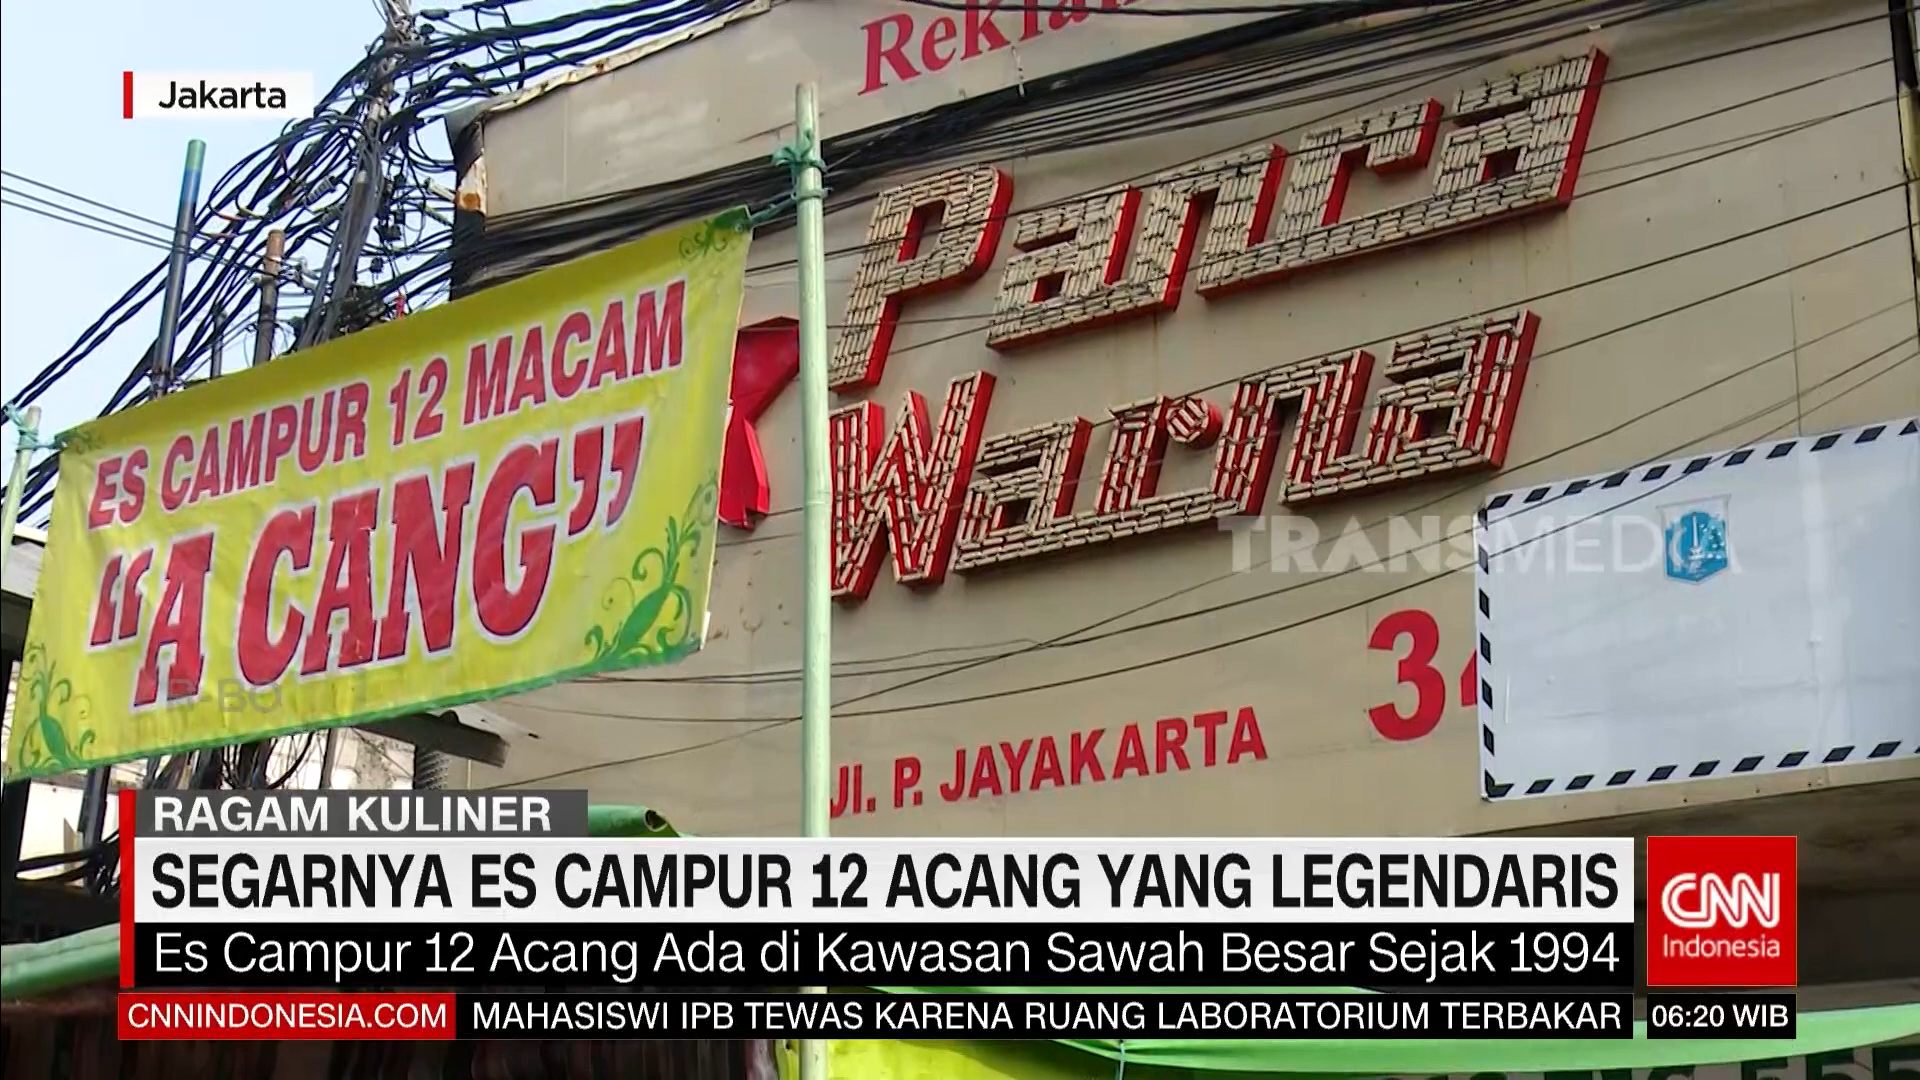 Jakarta
Rekla
Panca
Warna
ES CAMPUR 12 MACAM
“A CANG”
TRANSMEDIA
Jl. P. JAYAKARTA
34
RAGAM KULINER
SEGARNYA ES CAMPUR 12 ACANG YANG LEGENDARIS
Es Campur 12 Acang Ada di Kawasan Sawah Besar Sejak 1994
CNN
Indonesia
CNNINDONESIA.COM
MAHASISWI IPB TEWAS KARENA RUANG LABORATORIUM TERBAKAR
06:20 WIB